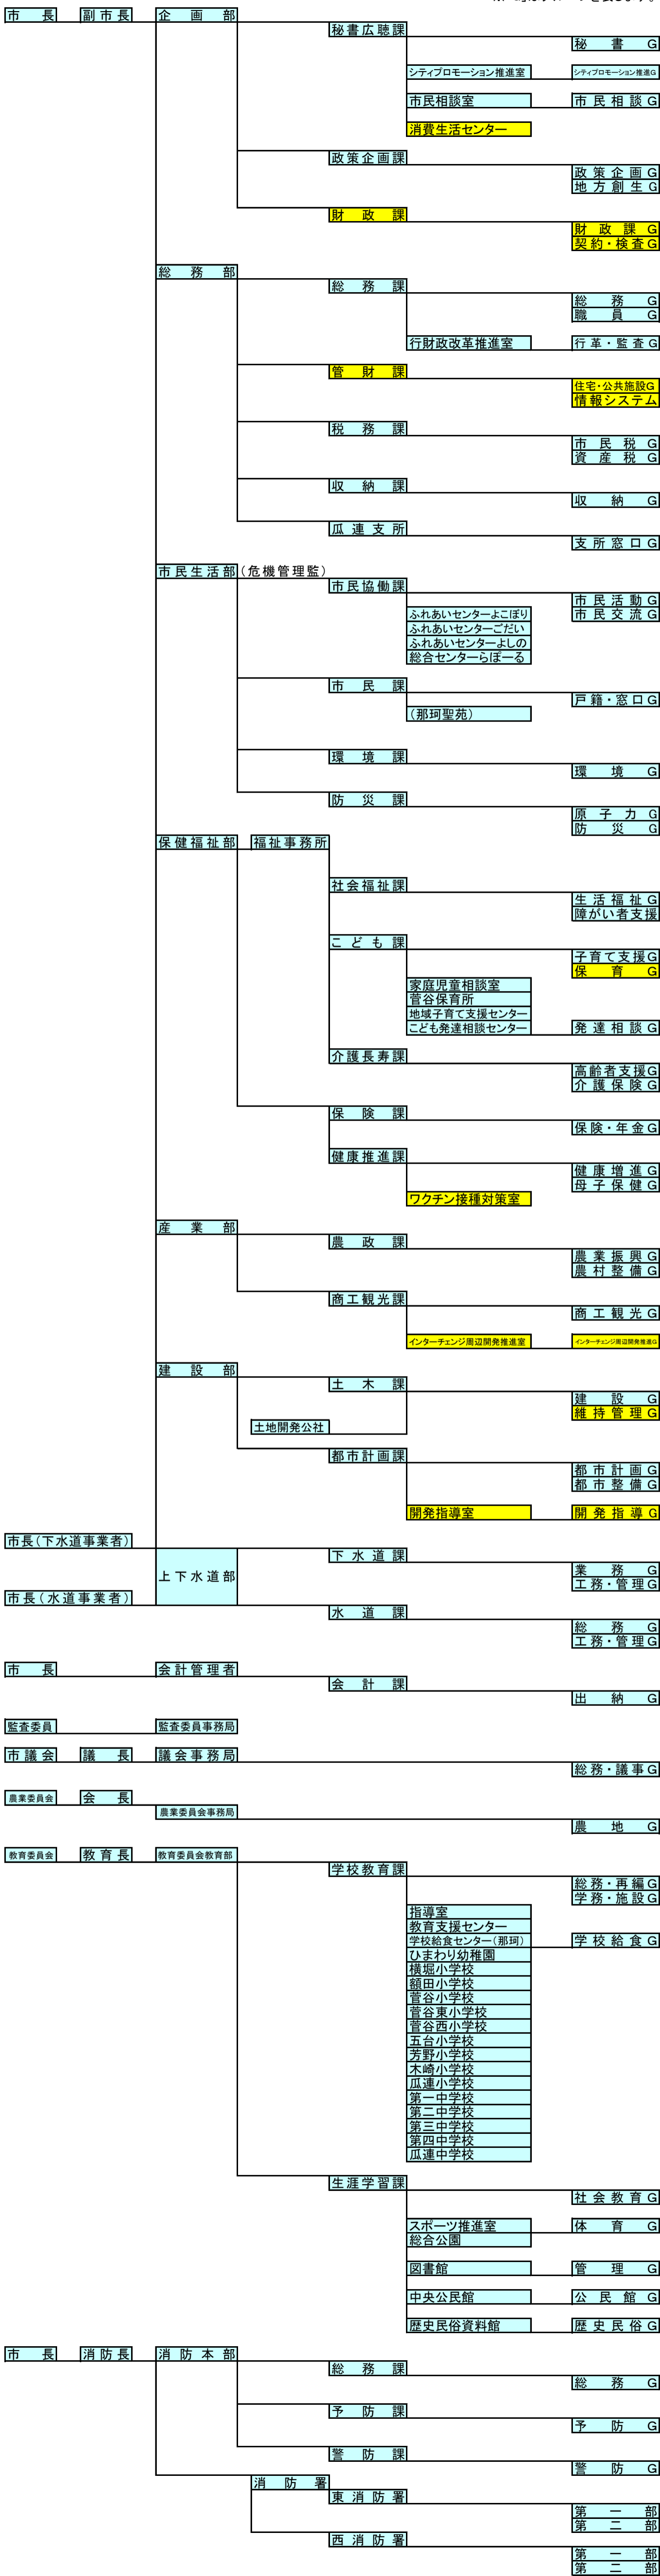 市長 副市長 企画部
秘書広聴課
秘書G
シティプロモーション推進室 シティプロモーション推進G
市民相談室 市民相談G
消費生活センター
政策企画課
政策企画G
地方創生G
財政課
財政課G
契約・検査G
総務部
総務課
総務G
職員G
行財政改革推進室 行革・監査G
管財課
住宅・公共施設G
情報システム
税務課
市民税G
資産税G
収納課
収納G
瓜連支所
支所窓口G
市民生活部(危機管理監)
市民協働課
市民活動G
ふれあいセンターよこぼり 市民交流G
ふれあいセンターごだい
ふれあいセンターよしの
総合センターらぽーる
市民課
戸籍・窓口G
(那珂聖苑)
環境課
環境G
防災課
原子力G
防災G
保健福祉部 福祉事務所
社会福祉課
生活福祉G
障がい者支援
こども課
子育て支援G
保育G
家庭児童相談室
菅谷保育所
地域子育て支援センター
こども発達相談センター 発達相談G
介護長寿課
高齢者支援G
介護保険G
保険課
保険・年金G
健康推進課
健康増進G
母子保健G
ワクチン接種対策室
産業部
農政課
農業振興G
農村整備G
商工観光課
商工観光G
インターチェンジ周辺開発推進室 インターチェンジ周辺開発推進G
建設部
土木課
建設G
維持管理G
土地開発公社
都市計画課
都市計画G
都市整備G
開発指導室 開発指導G
市長(下水道事業者)
上下水道部
下水道課
業務G
工務・管理G
市長(水道事業者)
水道課
総務G
工務・管理G
市長 会計管理者
会計課
出納G
監査委員 監査委員事務局
市議会 議長 議会事務局
総務・議事G
農業委員会 会長
農業委員会事務局
農地G
教育委員会 教育長 教育委員会教育部
学校教育課
総務・再編G
学務・施設G
指導室
教育支援センター
学校給食センター(那珂) 学校給食G
ひまわり幼稚園
横堀小学校
額田小学校
菅谷小学校
菅谷東小学校
菅谷西小学校
五台小学校
芳野小学校
木崎小学校
瓜連小学校
第一中学校
第二中学校
第三中学校
第四中学校
瓜連中学校
生涯学習課
社会教育G
スポーツ推進室 体育G
総合公園
図書館 管理G
中央公民館 公民館G
歴史民俗資料館 歴史民俗G
市長 消防長 消防本部
総務課
総務G
予防課
予防G
警防課
警防G
消防署
東消防署
第一部
第二部
西消防署
第一部
第二部